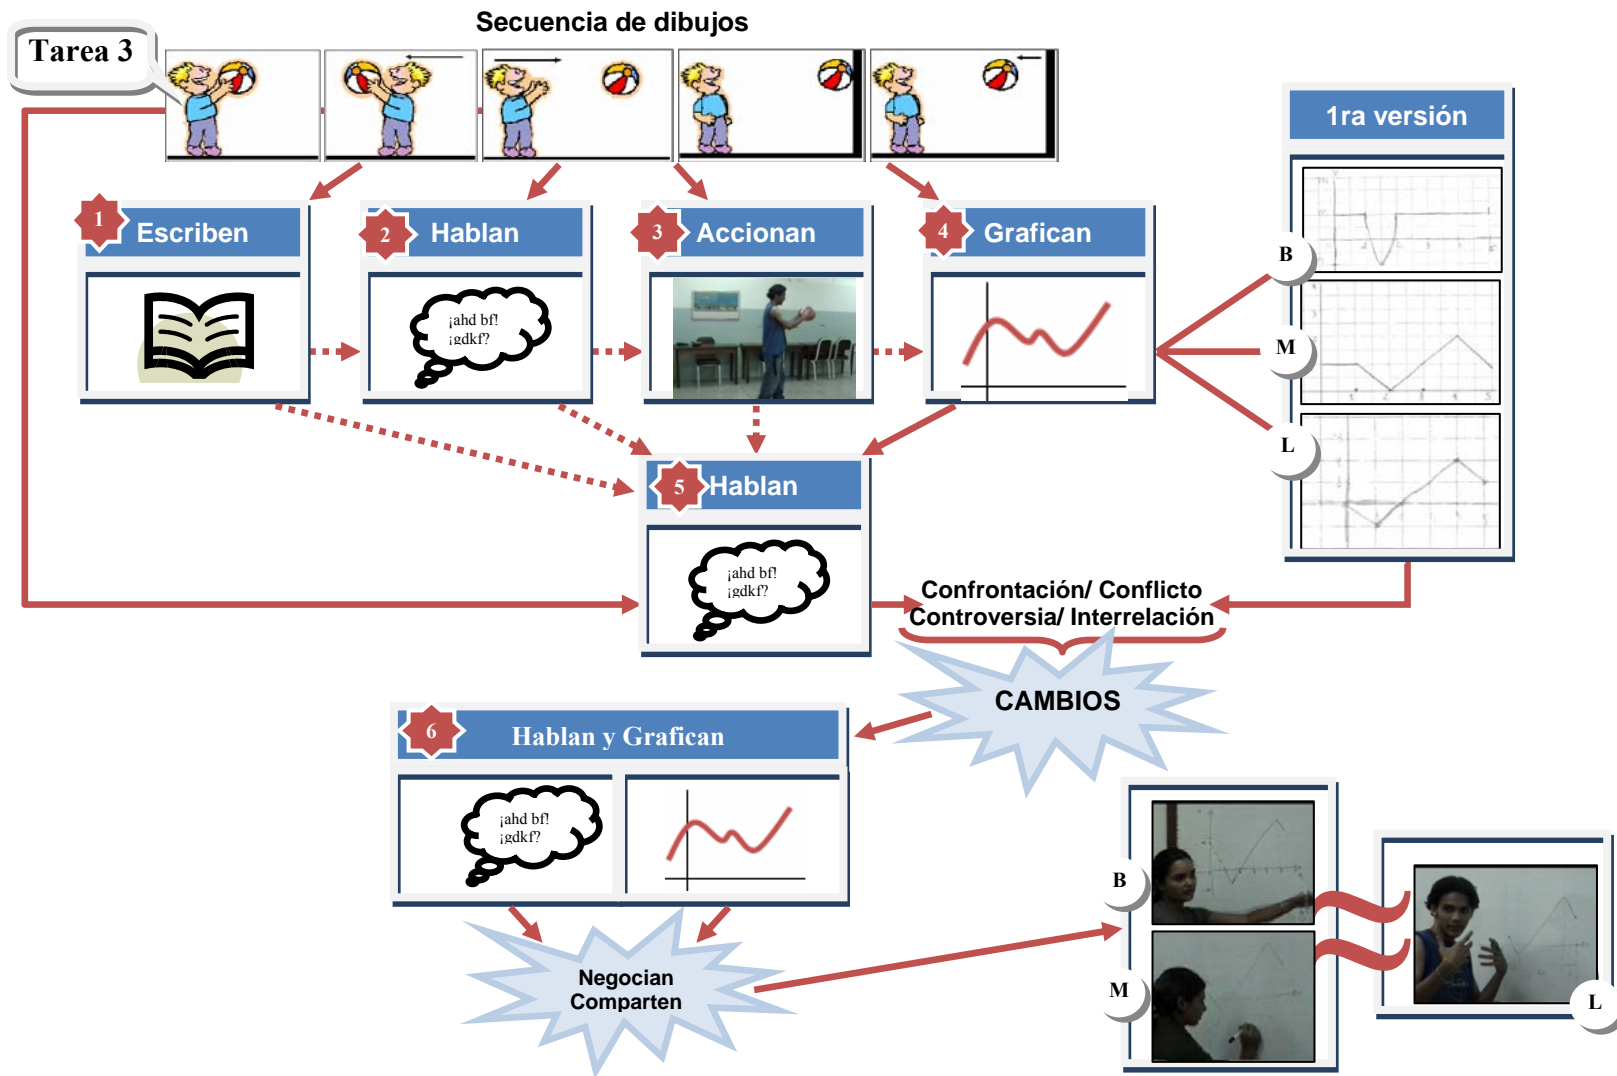 Secuencia de dibujos
Tarea 3
1ra versión
1
Escriben
2
Hablan
3
Accionan
4
Grafican
¡ahd bf!
¡gdkf?
B
M
L
5
Hablan
¡ahd bf!
¡gdkf?
Confrontación/ Conflicto
Controversia/ Interrelación
CAMBIOS
6
Hablan y Grafican
¡ahd bf!
¡gdkf?
Negocian
Comparten
B
M
L